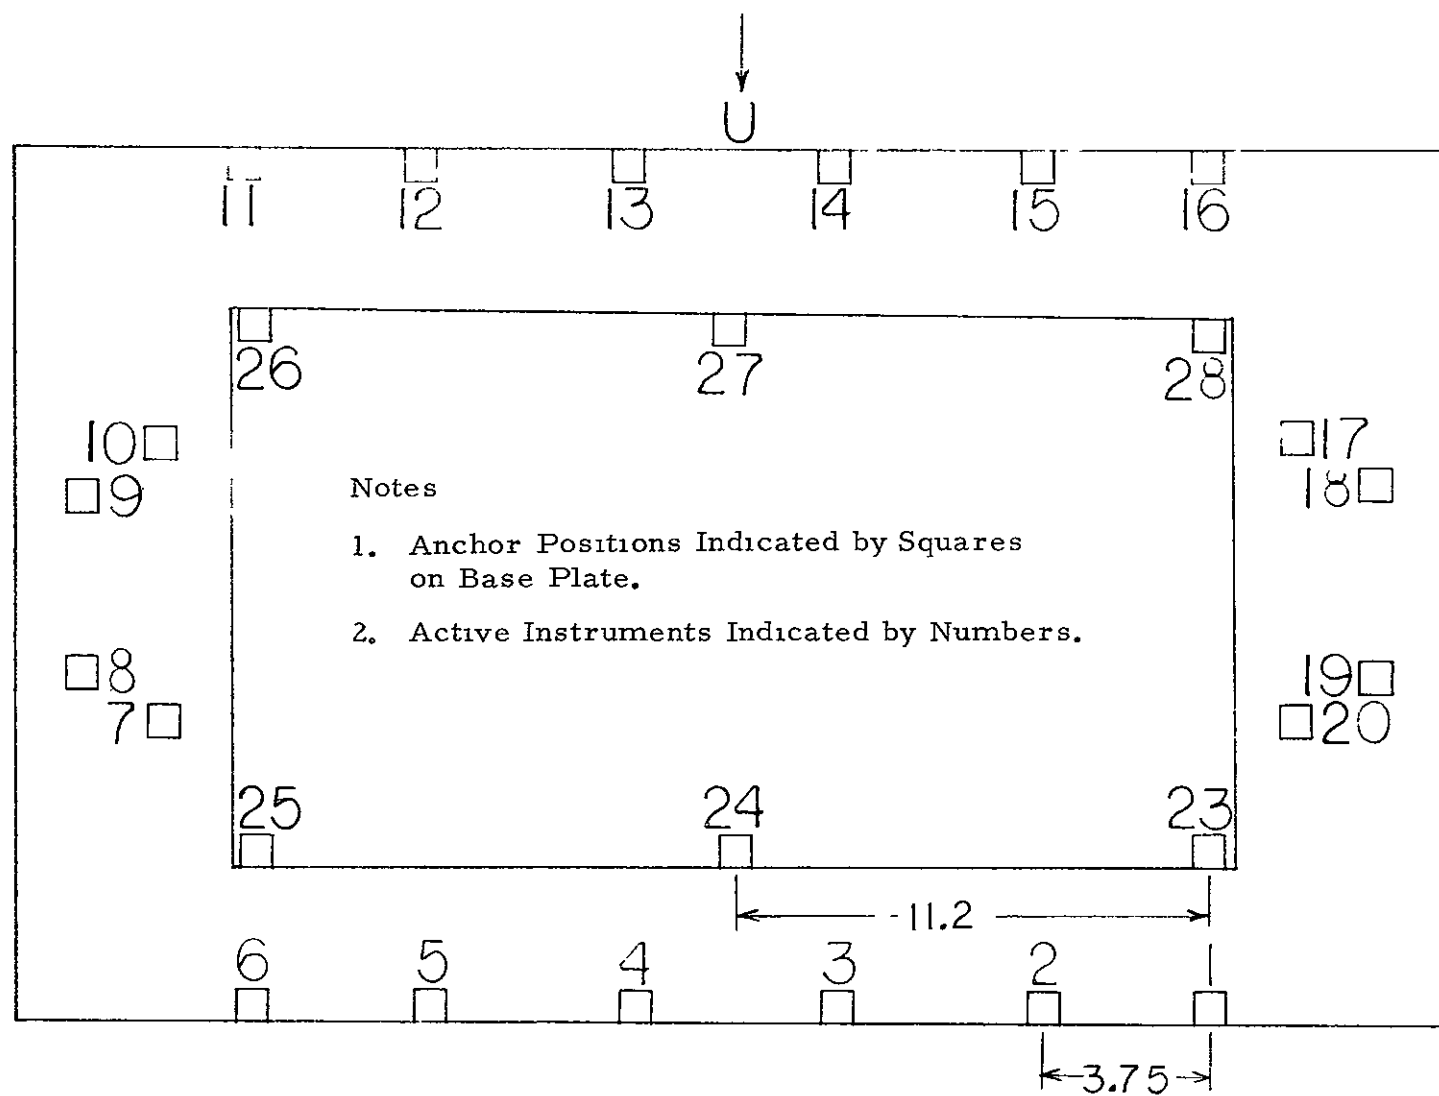 U
11 12 13 14 15 16
26 27 28
10 17
9 18
Notes
1. Anchor Positions Indicated by Squares
on Base Plate.
2. Active Instruments Indicated by Numbers.
8 19
7 20
25 24 23
11.2
6 5 4 3 2 1
3.75